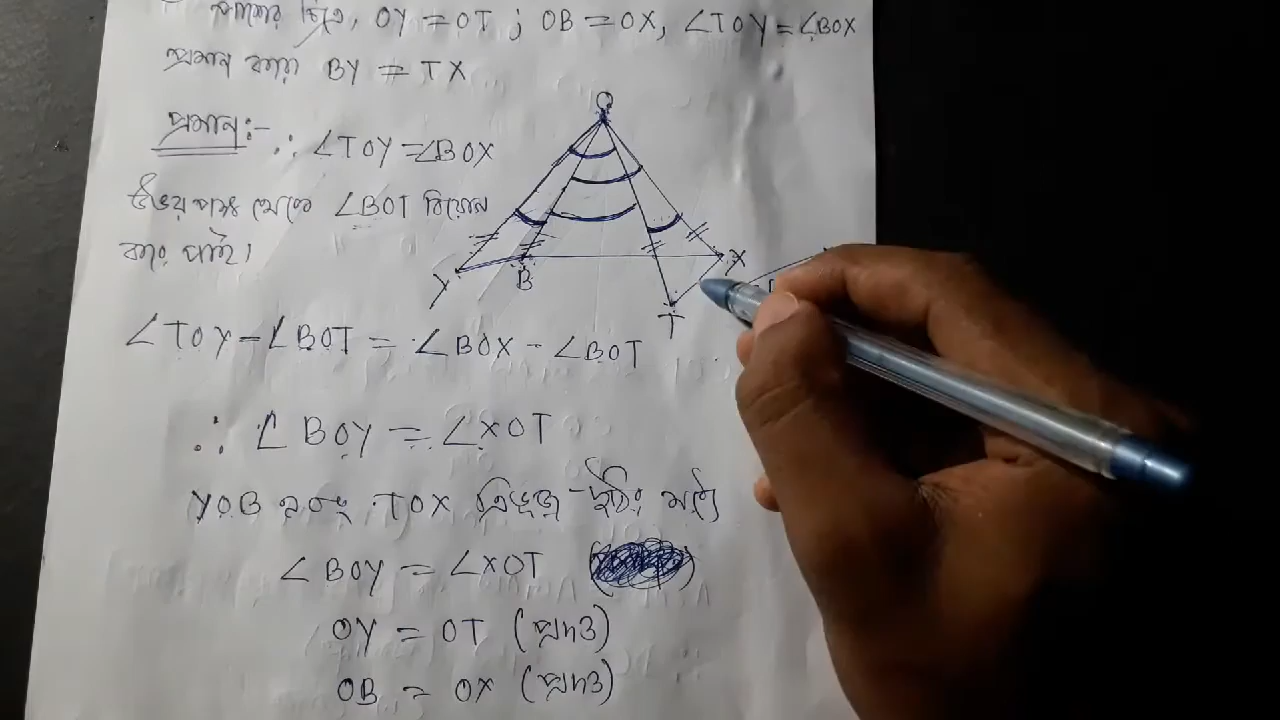 চিত্রে, OY = OT ; OB = OX, ∠TOY = ∠BOX
প্রমান করো BY = TX
প্রমান:- ∴ ∠TOY = ∠BOX
উভয় পক্ষ থেকে ∠BOT বিয়োগ
করে পাই।
O
Y
B
X
T
∠TOY - ∠BOT = ∠BOX - ∠BOT
∴ ∠BOY = ∠XOT
YOB এবং TOX ত্রিভুজ দুটির মধ্যে
∠BOY = ∠XOT
OY = OT (প্রদত্ত)
OB = OX (প্রদত্ত)